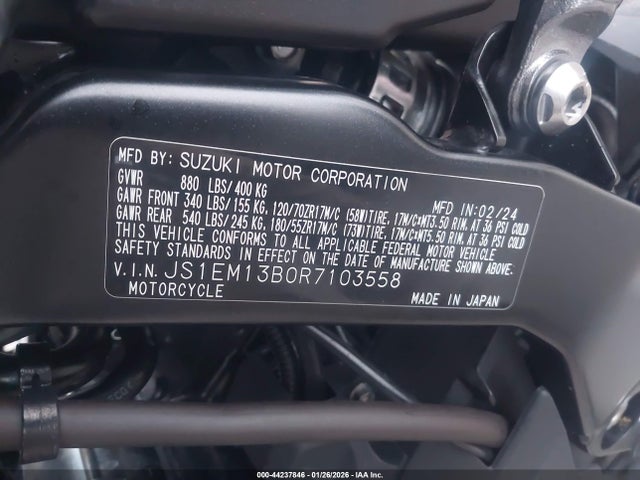 MFD BY: SUZUKI MOTOR CORPORATION
GVWR 880 LBS/400 KG MFD IN:02/24
GAWR FRONT 340 LBS/155 KG, 120/70ZR17M/C (58W)TIRE, 17M/C×MT3.50 RIM, AT 36 PSI COLD
GAWR REAR 540 LBS/245 KG, 180/55ZR17M/C (73W)TIRE, 17M/C×MT5.50 RIM, AT 42 PSI COLD
THIS VEHICLE CONFORMS TO ALL APPLICABLE FEDERAL MOTOR VEHICLE
SAFETY STANDARDS IN EFFECT ON THE DATE OF MANUFACTURE SHOWN ABOVE.
V.I.N. JS1EM13B0R7103558
MOTORCYCLE MADE IN JAPAN
000-44237846 | 01/26/2026 - IAA Inc.